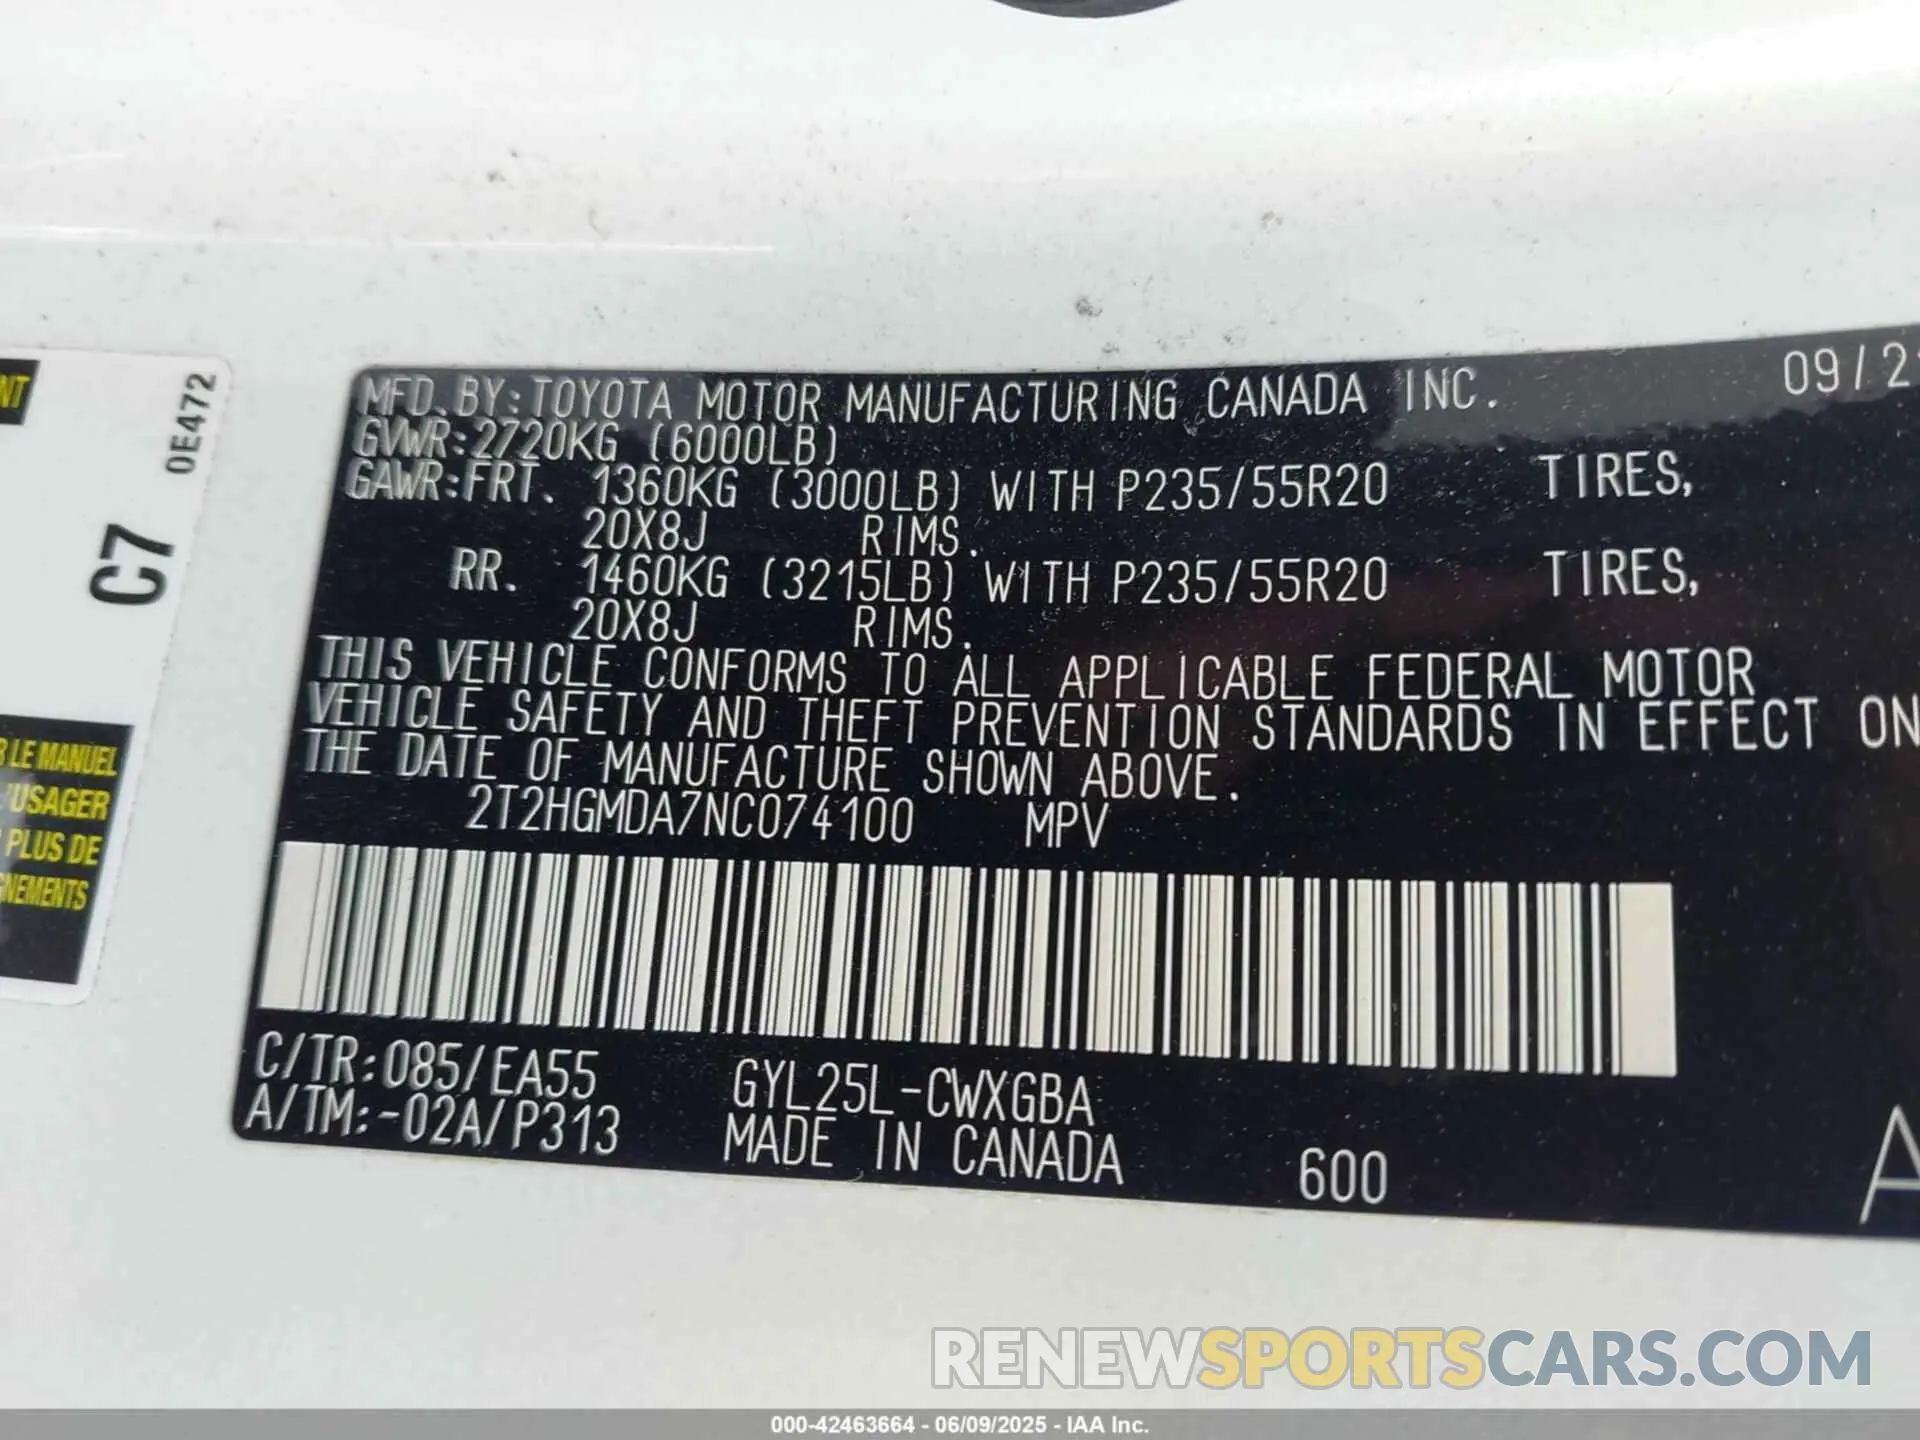 MFD. BY: TOYOTA MOTOR MANUFACTURING CANADA INC. 09/21
GVWR: 2720KG (6000LB)
GAWR: FRT. 1360KG (3000LB) WITH P235/55R20 TIRES,
20X8J RIMS.
RR. 1460KG (3215LB) WITH P235/55R20 TIRES,
20X8J RIMS.
THIS VEHICLE CONFORMS TO ALL APPLICABLE FEDERAL MOTOR
VEHICLE SAFETY AND THEFT PREVENTION STANDARDS IN EFFECT ON
THE DATE OF MANUFACTURE SHOWN ABOVE.
2T2HGMDA7NC074100 MPV
C/TR: 085/EA55 GYL25L-CWXGBA
A/TM: -02A/P313 MADE IN CANADA 600
A
0E472
C7
NT
R LE MANUEL
'USAGER
PLUS DE
GNEMENTS
RENEWSPORTSCARS.COM
000-42463664 - 06/09/2025 - IAA Inc.